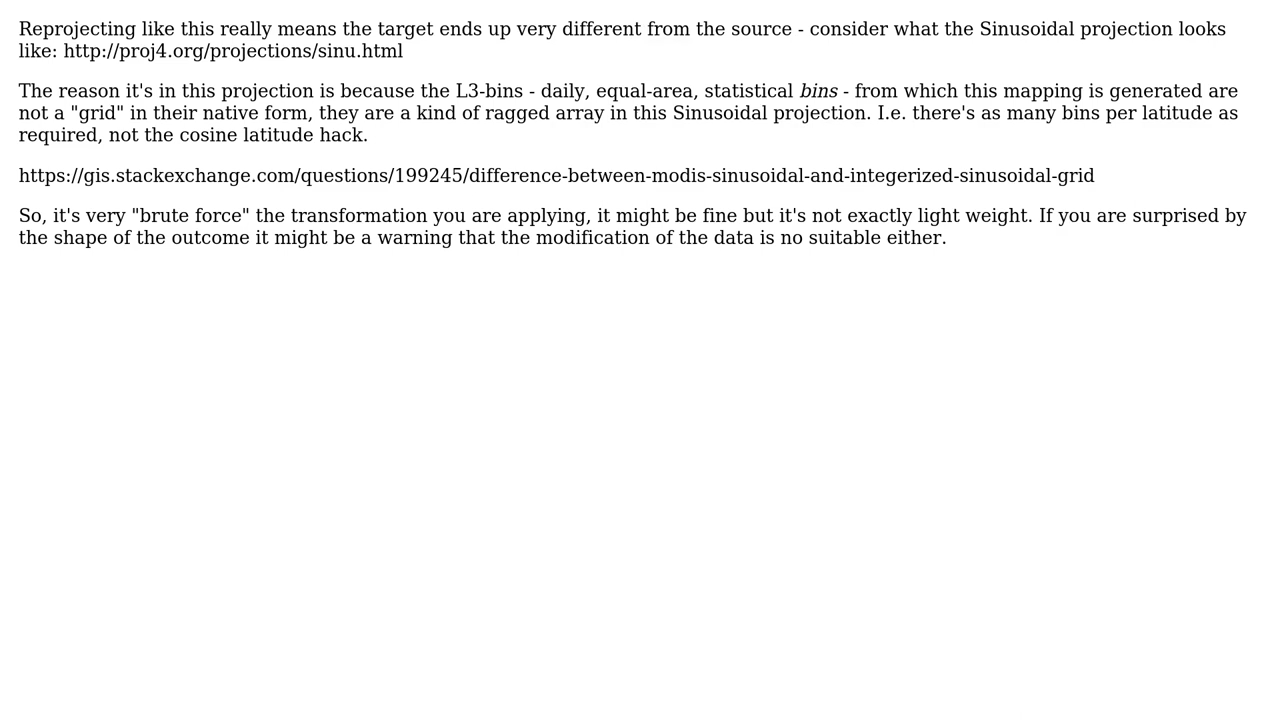 Reprojecting like this really means the target ends up very different from the source - consider what the Sinusoidal projection looks
like: http://proj4.org/projections/sinu.html
The reason it's in this projection is because the L3-bins - daily, equal-area, statistical bins - from which this mapping is generated are
not a "grid" in their native form, they are a kind of ragged array in this Sinusoidal projection. I.e. there's as many bins per latitude as
required, not the cosine latitude hack.
https://gis.stackexchange.com/questions/199245/difference-between-modis-sinusoidal-and-integerized-sinusoidal-grid
So, it's very "brute force" the transformation you are applying, it might be fine but it's not exactly light weight. If you are surprised by
the shape of the outcome it might be a warning that the modification of the data is no suitable either.